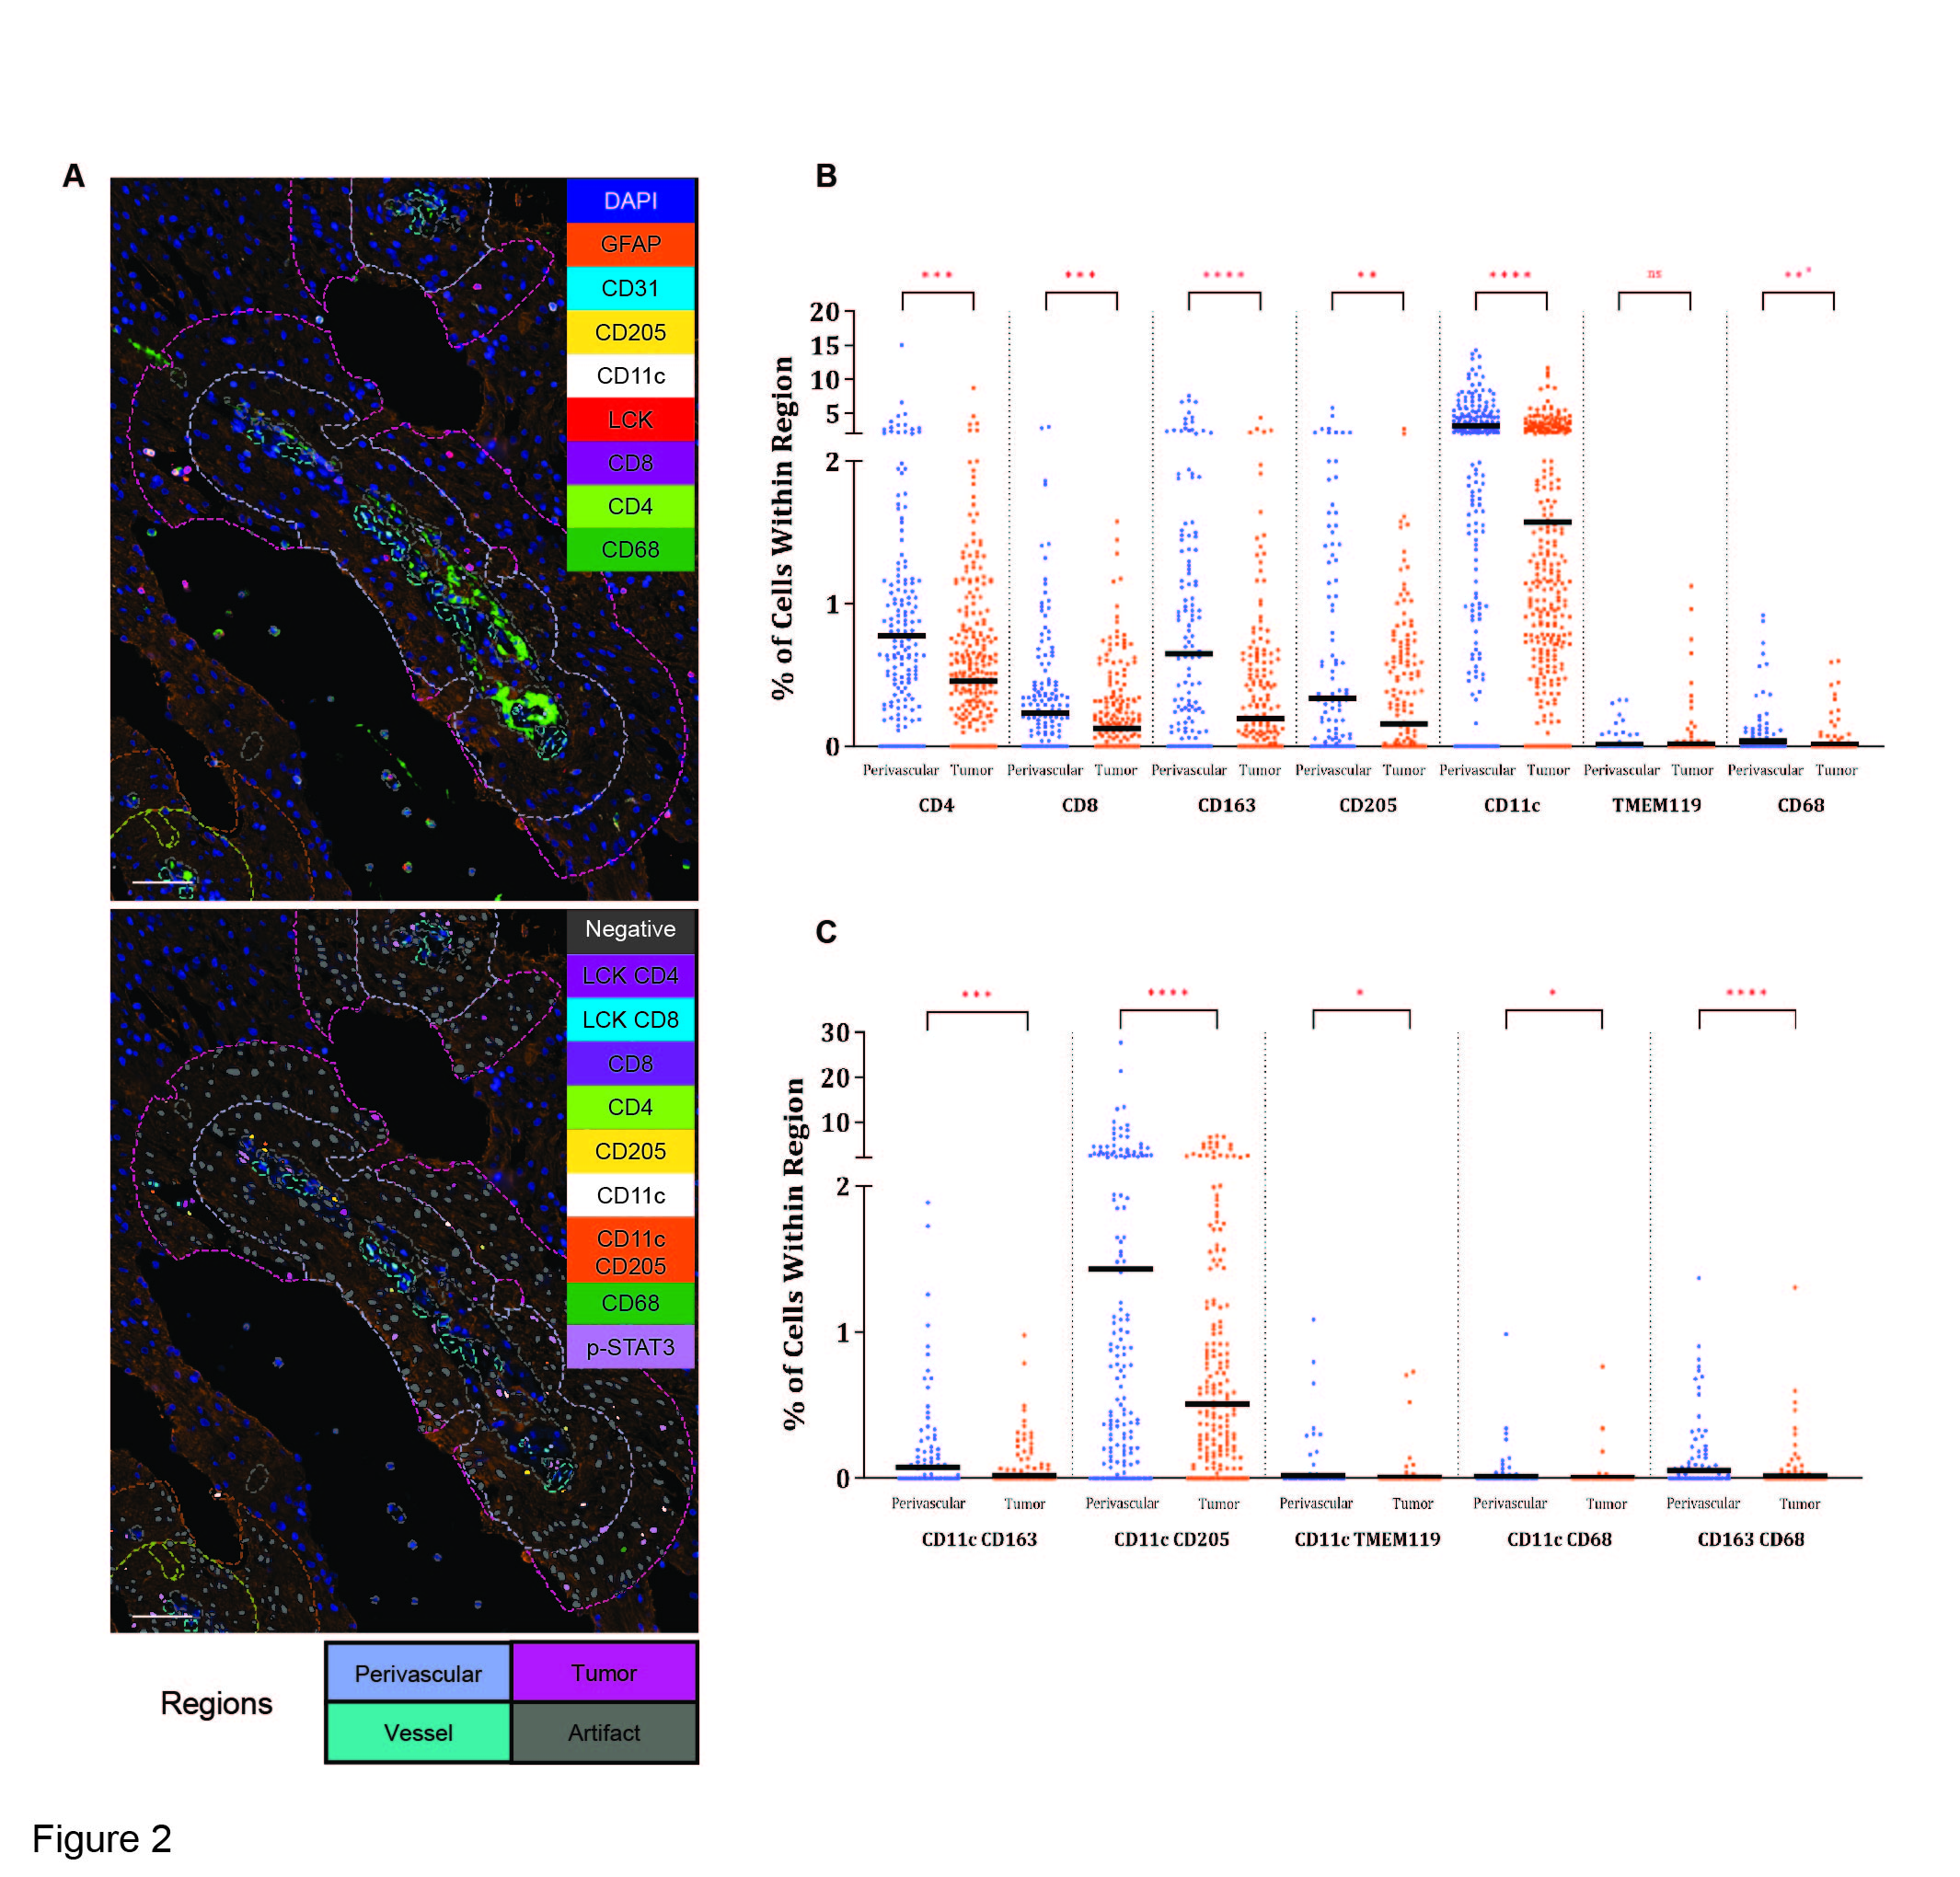 A
DAPI
GFAP
CD31
CD205
CD11c
LCK
CD8
CD4
CD68
Negative
LCK CD4
LCK CD8
CD8
CD4
CD205
CD11c
CD11c
CD205
CD68
p-STAT3
Regions
Perivascular Tumor
Vessel Artifact
B
*** *** **** ** **** ns ***
% of Cells Within Region
20
15
10
5
2
1
0
Perivascular Tumor Perivascular Tumor Perivascular Tumor Perivascular Tumor Perivascular Tumor Perivascular Tumor Perivascular Tumor
CD4 CD8 CD163 CD205 CD11c TMEM119 CD68
C
*** **** * * ****
% of Cells Within Region
30
20
10
2
1
0
Perivascular Tumor Perivascular Tumor Perivascular Tumor Perivascular Tumor Perivascular Tumor
CD11c CD163 CD11c CD205 CD11c TMEM119 CD11c CD68 CD163 CD68
Figure 2